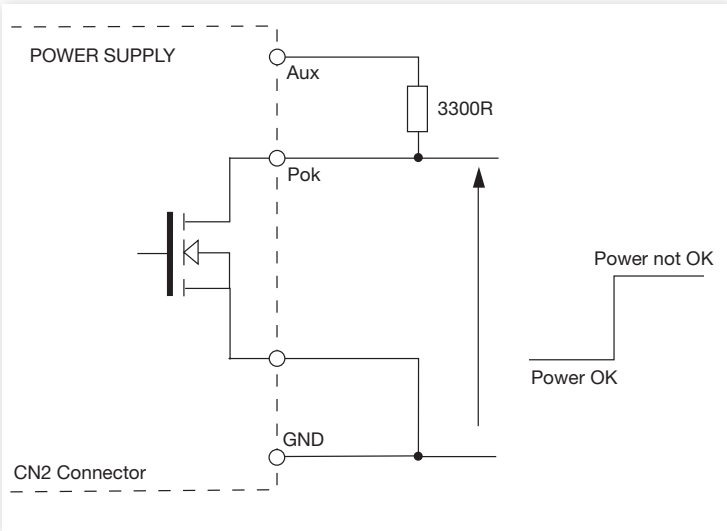 POWER SUPPLY
Aux
3300R
Pok
Power not OK
Power OK
GND
CN2 Connector